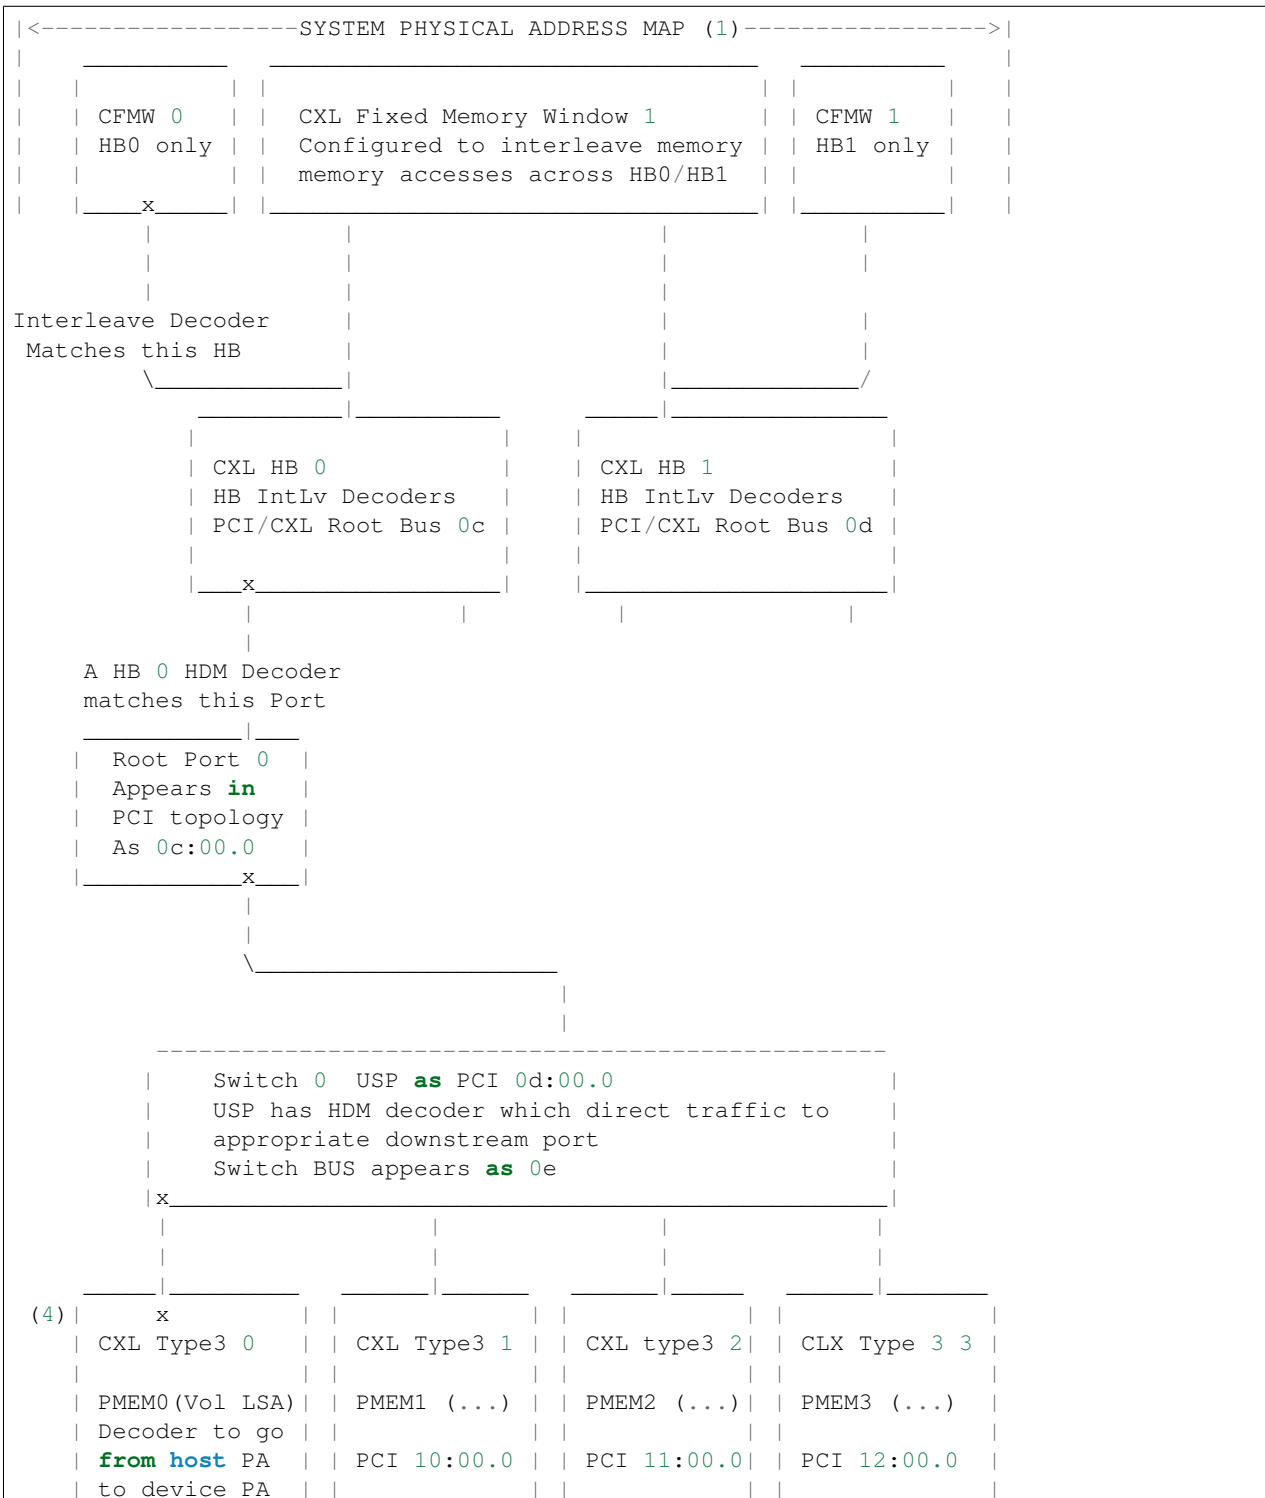 |<------------------SYSTEM PHYSICAL ADDRESS MAP (1)----------------->|
CFMW 0 CXL Fixed Memory Window 1 CFMW 1
HB0 only Configured to interleave memory HB1 only
memory accesses across HB0/HB1
x
Interleave Decoder
Matches this HB
CXL HB 0 CXL HB 1
HB IntLv Decoders HB IntLv Decoders
PCI/CXL Root Bus 0c PCI/CXL Root Bus 0d
x
A HB 0 HDM Decoder
matches this Port
Root Port 0
Appears in
PCI topology
As 0c:00.0
x
Switch 0 USP as PCI 0d:00.0
USP has HDM decoder which direct traffic to
appropriate downstream port
Switch BUS appears as 0e
x
(4) x
CXL Type3 0 CXL Type3 1 CXL type3 2 CLX Type 3 3
PMEM0(Vol LSA) PMEM1 (...) PMEM2 (...) PMEM3 (...)
Decoder to go
from host PA PCI 10:00.0 PCI 11:00.0 PCI 12:00.0
to device PA